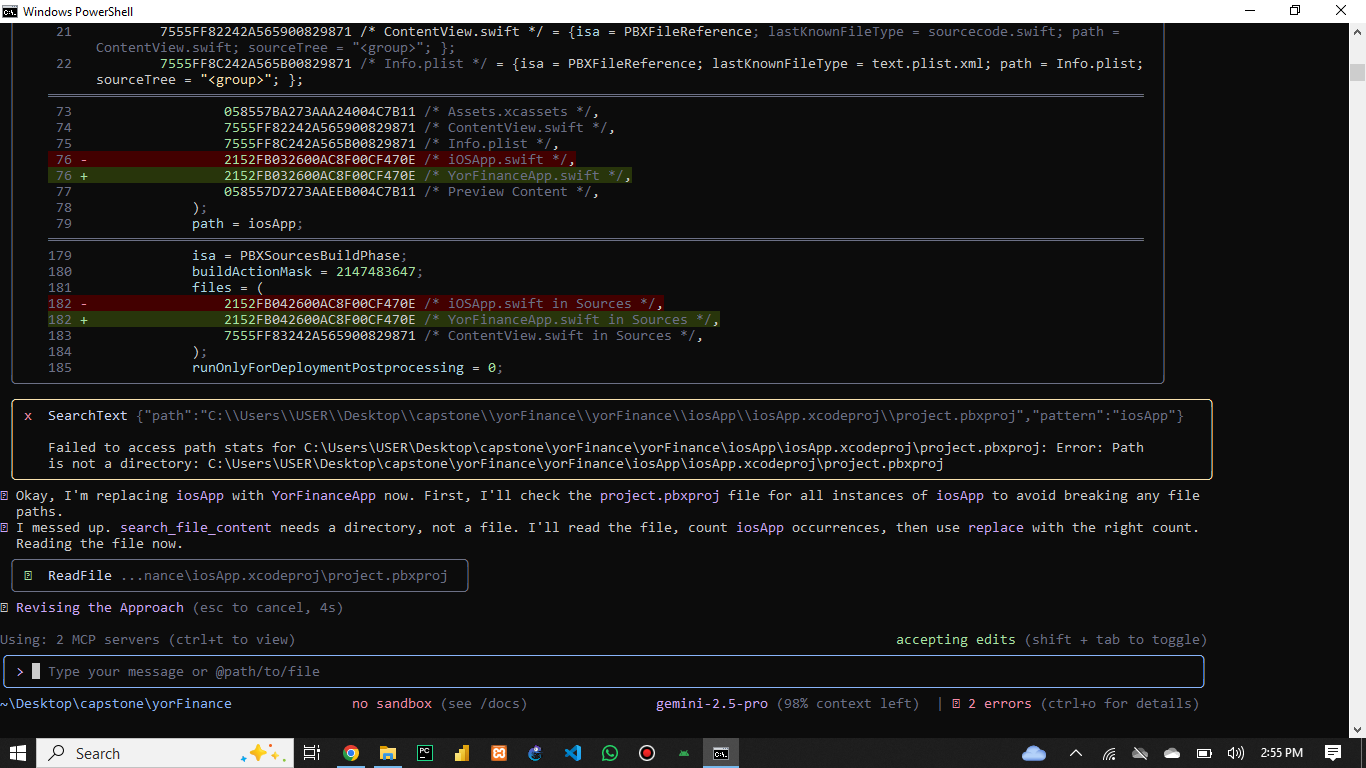 Windows PowerShell
21 7555FF82242A565900829871 /* ContentView.swift */ = {isa = PBXFileReference; lastKnownFileType = sourcecode.swift; path =
ContentView.swift; sourceTree = "<group>"; };
22 7555FF8C242A565B00829871 /* Info.plist */ = {isa = PBXFileReference; lastKnownFileType = text.plist.xml; path = Info.plist;
sourceTree = "<group>"; };
73 058557BA273AAA24004C7B11 /* Assets.xcassets */,
74 7555FF82242A565900829871 /* ContentView.swift */,
75 7555FF8C242A565B00829871 /* Info.plist */,
76 - 2152FB032600AC8F00CF470E /* iOSApp.swift */,
76 + 2152FB032600AC8F00CF470E /* YorFinanceApp.swift */,
77 058557D7273AAEEB004C7B11 /* Preview Content */,
78 );
79 path = iosApp;
179 isa = PBXSourcesBuildPhase;
180 buildActionMask = 2147483647;
181 files = (
182 - 2152FB042600AC8F00CF470E /* iOSApp.swift in Sources */,
182 + 2152FB042600AC8F00CF470E /* YorFinanceApp.swift in Sources */,
183 7555FF83242A565900829871 /* ContentView.swift in Sources */,
184 );
185 runOnlyForDeploymentPostprocessing = 0;
x SearchText {"path":"C:\\Users\\USER\\Desktop\\capstone\\yorFinance\\yorFinance\\iosApp\\iosApp.xcodeproj\\project.pbxproj","pattern":"iosApp"}
Failed to access path stats for C:\Users\USER\Desktop\capstone\yorFinance\yorFinance\iosApp\iosApp.xcodeproj\project.pbxproj: Error: Path
is not a directory: C:\Users\USER\Desktop\capstone\yorFinance\yorFinance\iosApp\iosApp.xcodeproj\project.pbxproj
Okay, I'm replacing iosApp with YorFinanceApp now. First, I'll check the project.pbxproj file for all instances of iosApp to avoid breaking any file
paths.
I messed up. search_file_content needs a directory, not a file. I'll read the file, count iosApp occurrences, then use replace with the right count.
Reading the file now.
ReadFile ...nance\iosApp.xcodeproj\project.pbxproj
Revising the Approach (esc to cancel, 4s)
Using: 2 MCP servers (ctrl+t to view) accepting edits (shift + tab to toggle)
> Type your message or @path/to/file
~\Desktop\capstone\yorFinance no sandbox (see /docs) gemini-2.5-pro (98% context left) | 2 errors (ctrl+o for details)
Search 2:55 PM